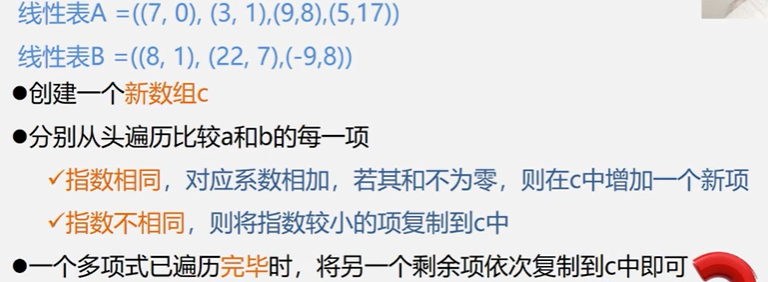 线性表A =((7, 0), (3, 1),(9,8),(5,17))
线性表B =((8, 1), (22, 7),(-9,8))
●创建一个新数组c
●分别从头遍历比较a和b的每一项
✓指数相同，对应系数相加，若其和不为零，则在c中增加一个新项
✓指数不相同，则将指数较小的项复制到c中
●一个多项式已遍历完毕时，将另一个剩余项依次复制到c中即可